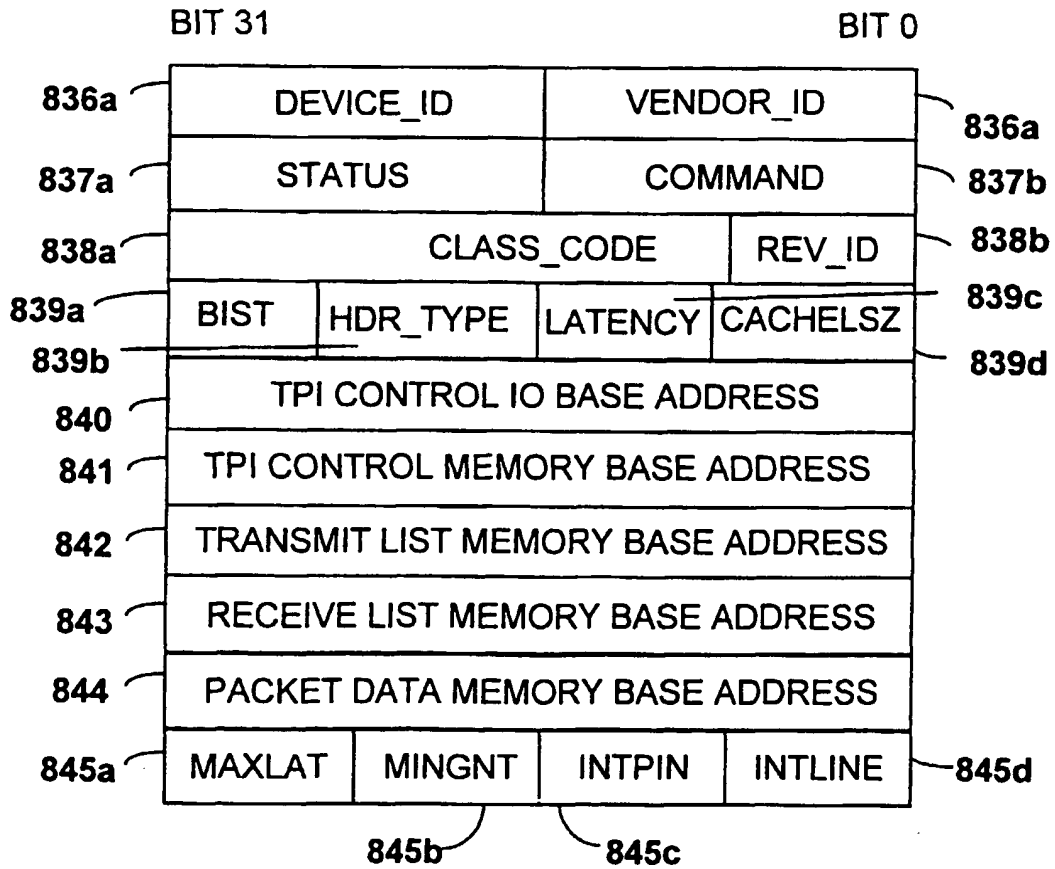 BIT 31 BIT 0
836a DEVICE_ID VENDOR_ID 836a
837a STATUS COMMAND 837b
838a CLASS_CODE REV_ID 838b
839a BIST HDR_TYPE LATENCY CACHELSZ 839c
839b 839d
840 TPI CONTROL IO BASE ADDRESS
841 TPI CONTROL MEMORY BASE ADDRESS
842 TRANSMIT LIST MEMORY BASE ADDRESS
843 RECEIVE LIST MEMORY BASE ADDRESS
844 PACKET DATA MEMORY BASE ADDRESS
845a MAXLAT MINGNT INTPIN INTLINE 845d
845b 845c